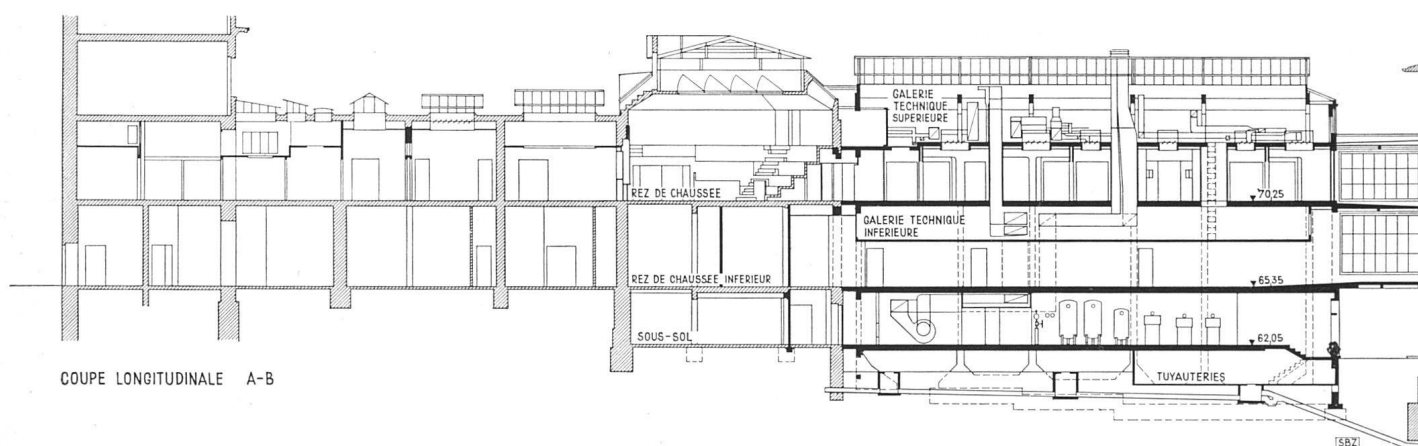 GALERIE
TECHNIQUE
SUPERIEURE
REZ DE CHAUSSEE
70,25
GALERIE TECHNIQUE
INFERIEURE
REZ DE CHAUSSEE INFERIEUR
65,35
SOUS-SOL
62,05
COUPE LONGITUDINALE A-B
TUYAUTERIES
SBZ